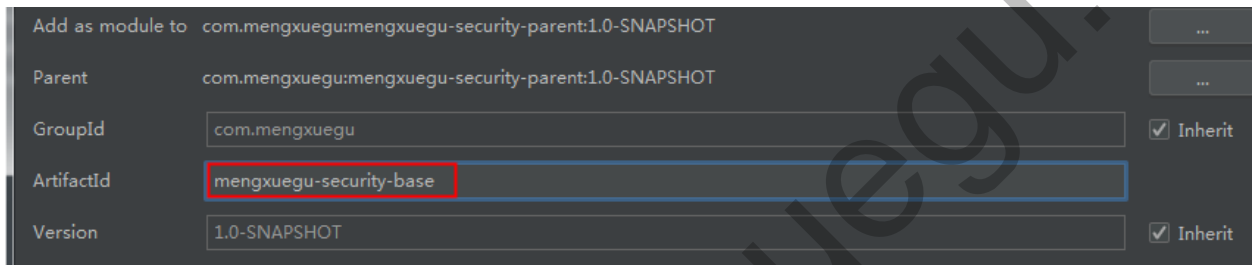 Add as module to com.mengxuegu:mengxuegu-security-parent:1.0-SNAPSHOT ...
Parent com.mengxuegu:mengxuegu-security-parent:1.0-SNAPSHOT ...
GroupId com.mengxuegu Inherit
ArtifactId mengxuegu-security-base
Version 1.0-SNAPSHOT Inherit